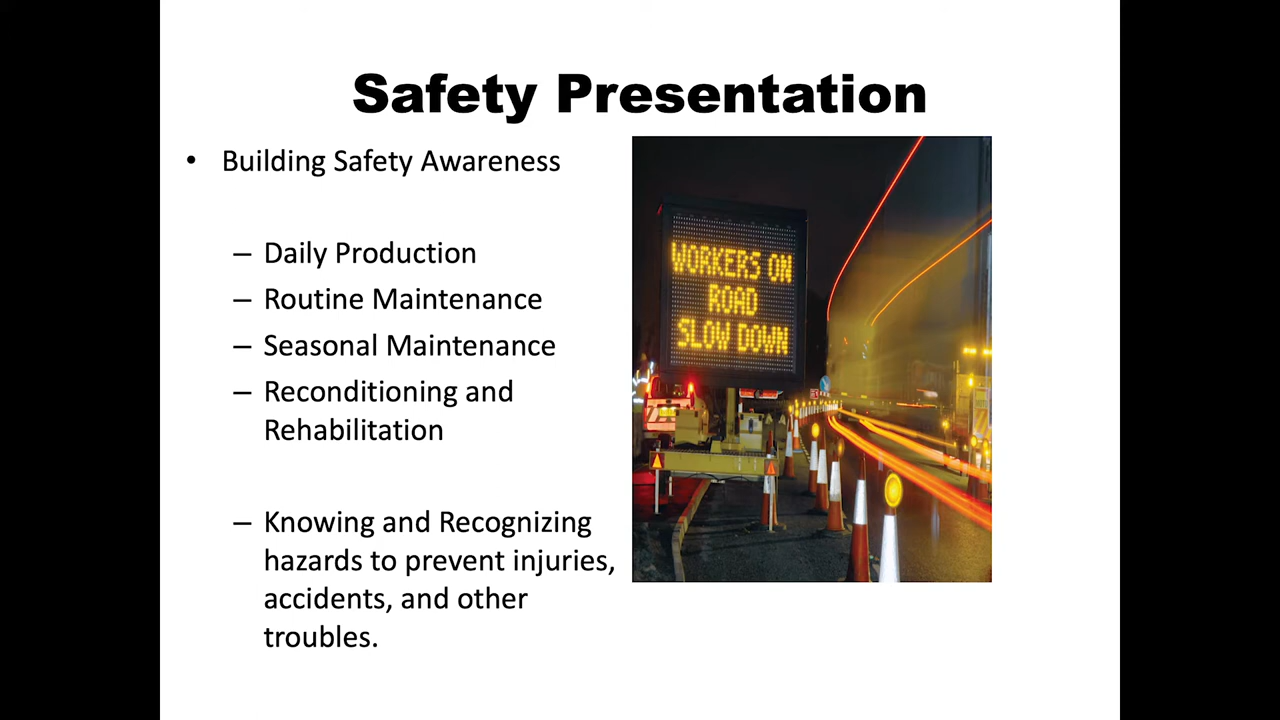 Safety Presentation
• Building Safety Awareness
– Daily Production
– Routine Maintenance
– Seasonal Maintenance
– Reconditioning and
Rehabilitation
– Knowing and Recognizing
hazards to prevent injuries,
accidents, and other
troubles.
WORKERS ON
ROAD
SLOW DOWN